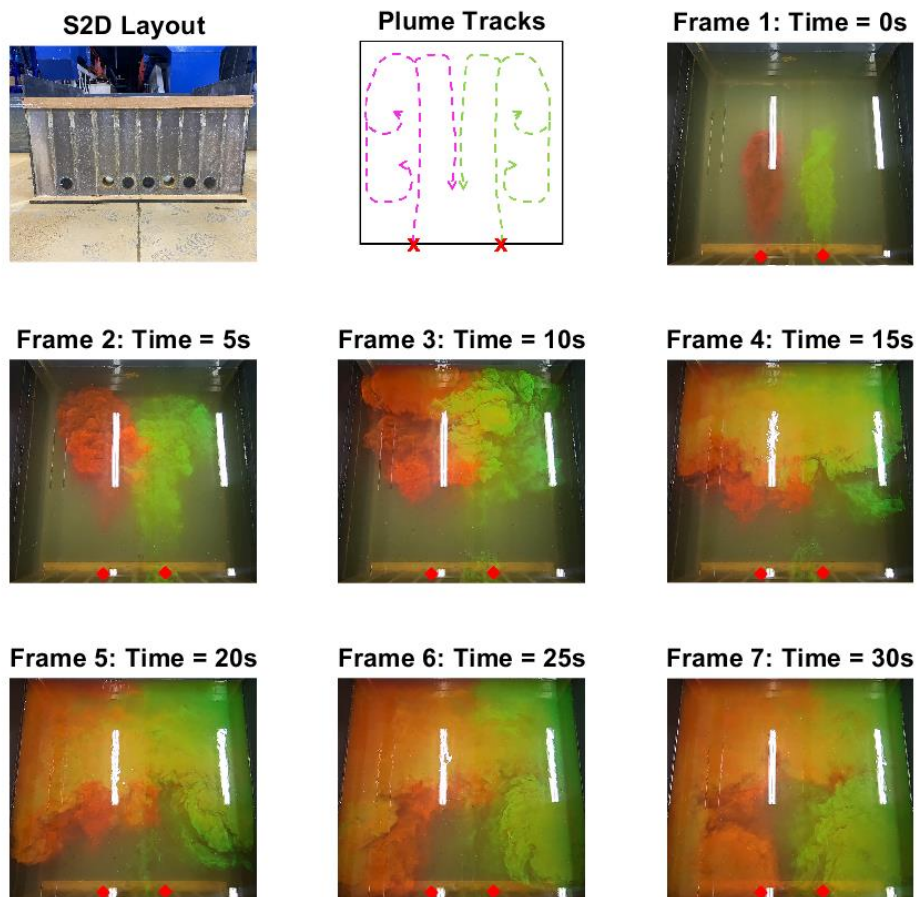 S2D Layout
Plume Tracks
Frame 1: Time = 0s
Frame 2: Time = 5s
Frame 3: Time = 10s
Frame 4: Time = 15s
Frame 5: Time = 20s
Frame 6: Time = 25s
Frame 7: Time = 30s